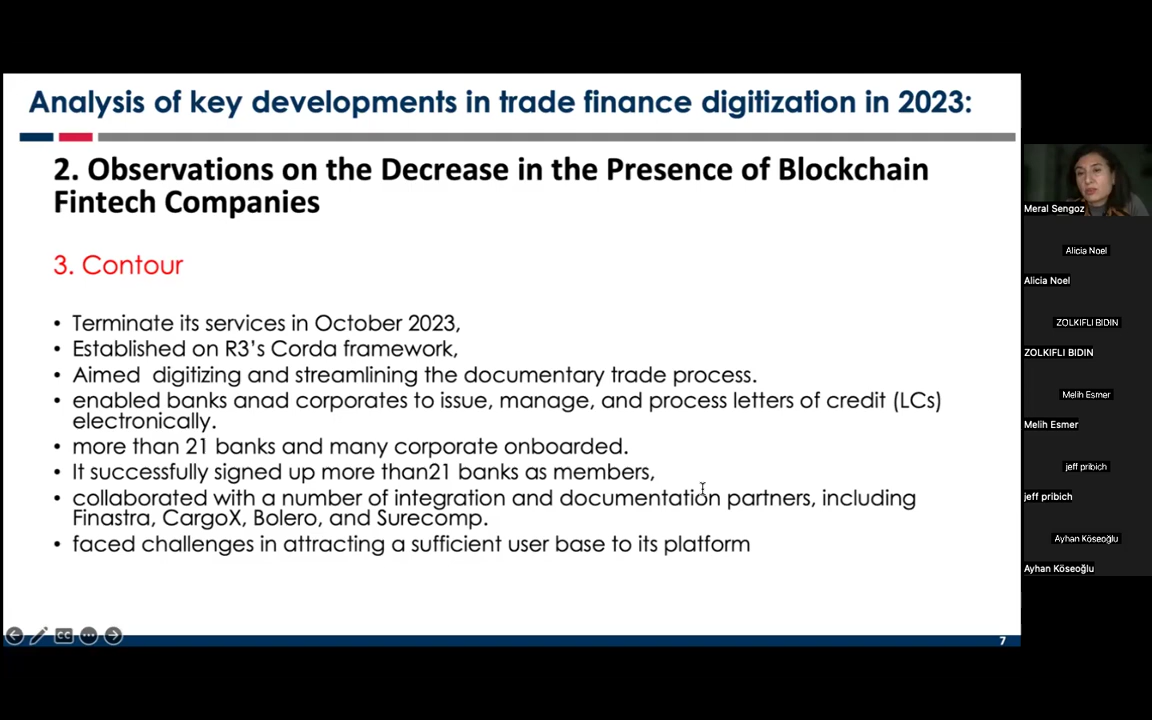 Analysis of key developments in trade finance digitization in 2023:
2. Observations on the Decrease in the Presence of Blockchain
Fintech Companies
3. Contour
• Terminate its services in October 2023,
• Established on R3's Corda framework,
• Aimed digitizing and streamlining the documentary trade process.
• enabled banks anad corporates to issue, manage, and process letters of credit (LCs)
electronically.
• more than 21 banks and many corporate onboarded.
• It successfully signed up more than21 banks as members,
• collaborated with a number of integration and documentation partners, including
Finastra, CargoX, Bolero, and Surecomp.
• faced challenges in attracting a sufficient user base to its platform
CC
7
Meral Sengoz
Alicia Noel
Alicia Noel
ZOLKIFLI BIDIN
ZOLKIFLI BIDIN
Melih Esmer
Melih Esmer
jeff pribich
jeff pribich
Ayhan Köseoğlu
Ayhan Köseoğlu